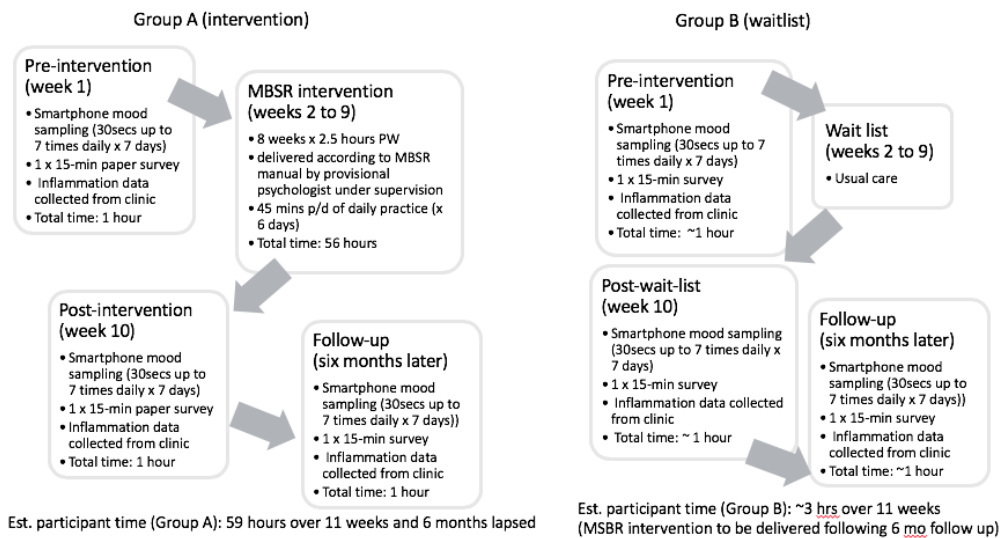 Group A (intervention)
Pre-intervention
(week 1)
• Smartphone mood
sampling (30secs up to
7 times daily x 7 days)
• 1 x 15-min paper survey
• Inflammation data
collected from clinic
• Total time: 1 hour
MBSR intervention
(weeks 2 to 9)
• 8 weeks x 2.5 hours PW
• delivered according to MBSR
manual by provisional
psychologist under supervision
• 45 mins p/d of daily practice (x
6 days)
• Total time: 56 hours
Post-intervention
(week 10)
• Smartphone mood
sampling (30secs up to
7 times daily x 7 days)
• 1 x 15-min paper survey
• Inflammation data
collected from clinic
• Total time: 1 hour
Follow-up
(six months later)
• Smartphone mood
sampling (30secs up to
7 times daily x 7 days))
• 1 x 15-min survey
• Inflammation data
collected from clinic
• Total time: 1 hour
Est. participant time (Group A): 59 hours over 11 weeks and 6 months lapsed
Group B (waitlist)
Pre-intervention
(week 1)
• Smartphone mood
sampling (30secs up to 7
times daily x 7 days)
• 1 x 15-min survey
• Inflammation data
collected from clinic
• Total time: ~1 hour
Wait list
(weeks 2 to 9)
• Usual care
Post-wait-list
(week 10)
• Smartphone mood sampling
(30secs up to 7 times daily x
7 days)
• 1 x 15-min survey
• Inflammation data collected
from clinic
• Total time: ~ 1 hour
Follow-up
(six months later)
• Smartphone mood
sampling (30secs up to
7 times daily x 7 days))
• 1 x 15-min survey
• Inflammation data
collected from clinic
• Total time: ~1 hour
Est. participant time (Group B): ~3 hrs over 11 weeks
(MSBR intervention to be delivered following 6 mo follow up)